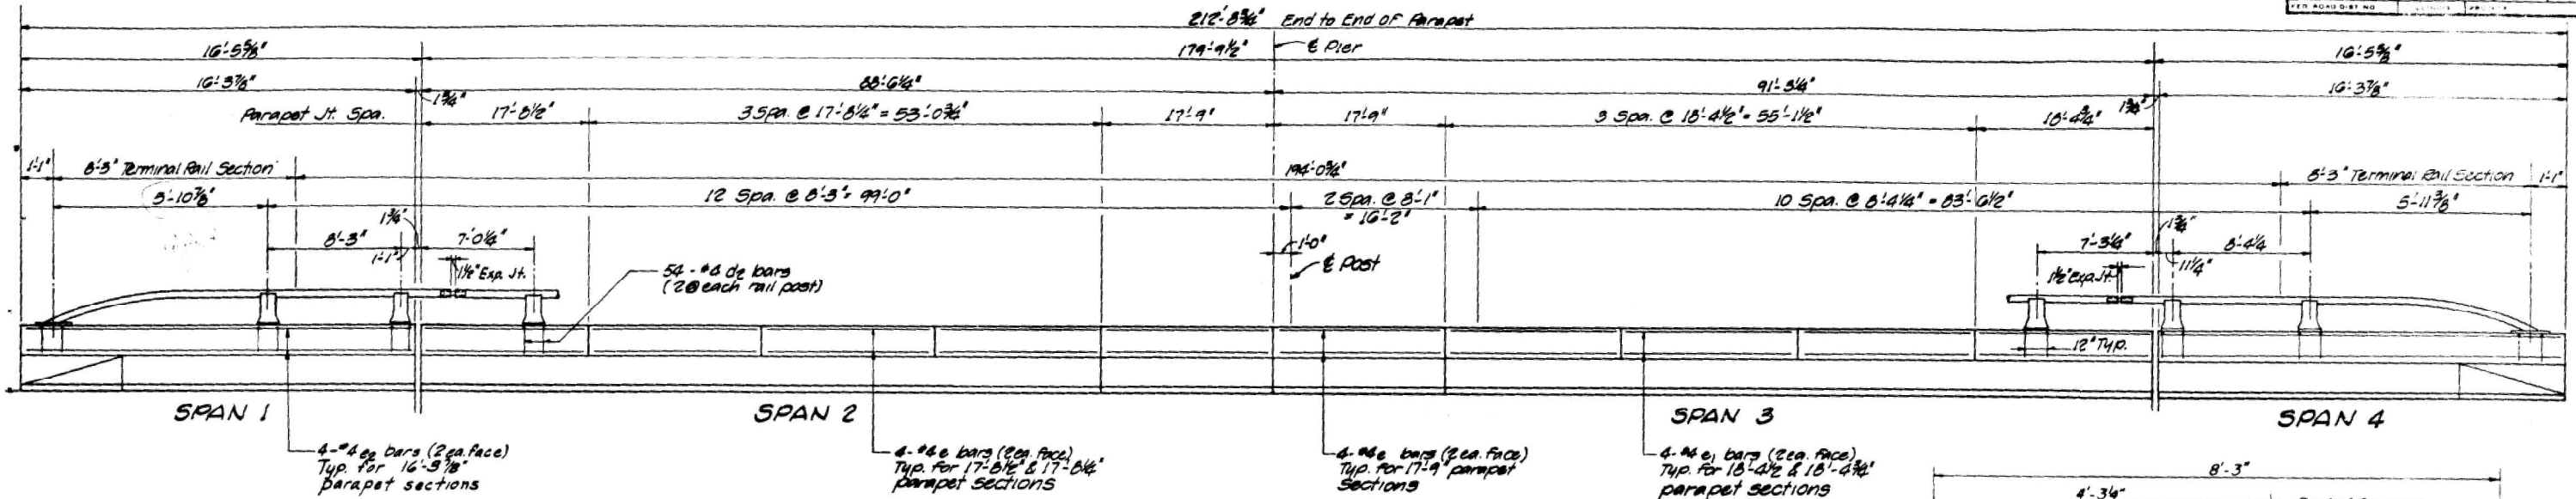 212'-8¾" End to End of Parapet
FED. ROAD DIST. NO.
16'-5⅝"
179'-9½"
℄ Pier
16'-5⅝"
16'-3⅞"
1¾"
88'-6¼"
91'-3¼"
1¾"
16'-3⅞"
Parapet Jt. Spa.
17'-8½"
3 Spa. @ 17'-8¼" = 53'-0¾"
17'-9"
17'-9"
3 Spa. @ 18'-4½" = 55'-1½"
18'-4¾"
1'-1"
8'-3" Terminal Rail Section
194'-0¾"
8'-3" Terminal Rail Section
1'-1"
5'-10⅞"
12 Spa. @ 8'-3" = 99'-0"
2 Spa. @ 8'-1"
= 16'-2"
10 Spa. @ 8'-4¼" = 83'-6½"
5'-11⅜"
8'-3"
1'-1"
1¾"
7'-0¼"
1½" Exp. Jt.
1'-0"
℄ Post
7'-3¼"
1¾"
8'-4¼
11¼"
1½" Exp. Jt.
54 - #4 d2 bars
(2 @ each rail post)
12" Typ.
SPAN 1
SPAN 2
SPAN 3
SPAN 4
4-#4 e2 bars (2 ea. face)
Typ. for 16'-3⅞"
parapet sections
4-#4 e bars (2 ea. face)
Typ. for 17'-8½" & 17'-8¼"
parapet sections
4-#4 e bars (2 ea. face)
Typ. for 17'-9" parapet
sections
4-#4 e1 bars (2 ea. face)
Typ. for 18'-4½ & 18'-4¾"
parapet sections
8'-3"
4'-3¼"